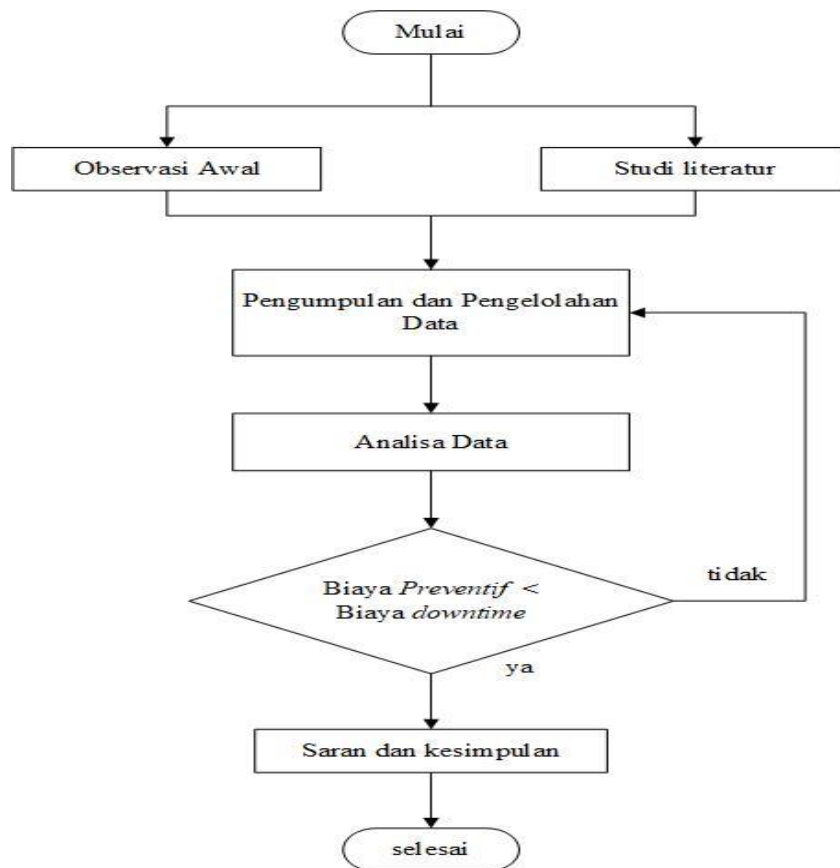 Mulai
Observasi Awal
Studi literatur
Pengumpulan dan Pengelolahan
Data
Analisa Data
Biaya Preventif <
Biaya downtime
tidak
ya
Saran dan kesimpulan
selesai